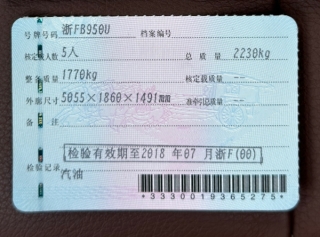 号牌号码 浙FB950U 档案编号
核定载人数 5人 总质量 2230kg
整备质量 1770kg 核定载质量 --
外廓尺寸 5055×1860×1491mm 准牵引总质量 --
备注
检验有效期至2018年07月浙F(00)
检验记录
汽油
*3330019365275*